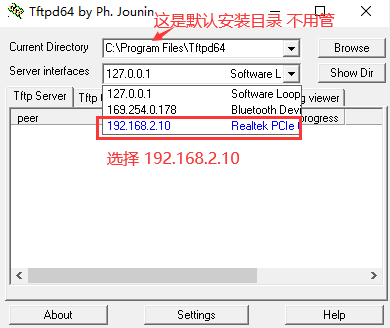 Tftpd64 by Ph. Jounin
这是默认安装目录 不用管
Current Directory C:\Program Files\Tftpd64 Browse
Server interfaces 127.0.0.1 Software L Show Dir
127.0.0.1 Software Loop
Tftp Server Tftp 169.254.0.178 Bluetooth Devi g viewer
peer 192.168.2.10 Realtek PCIe progress
选择 192.168.2.10
About Settings Help